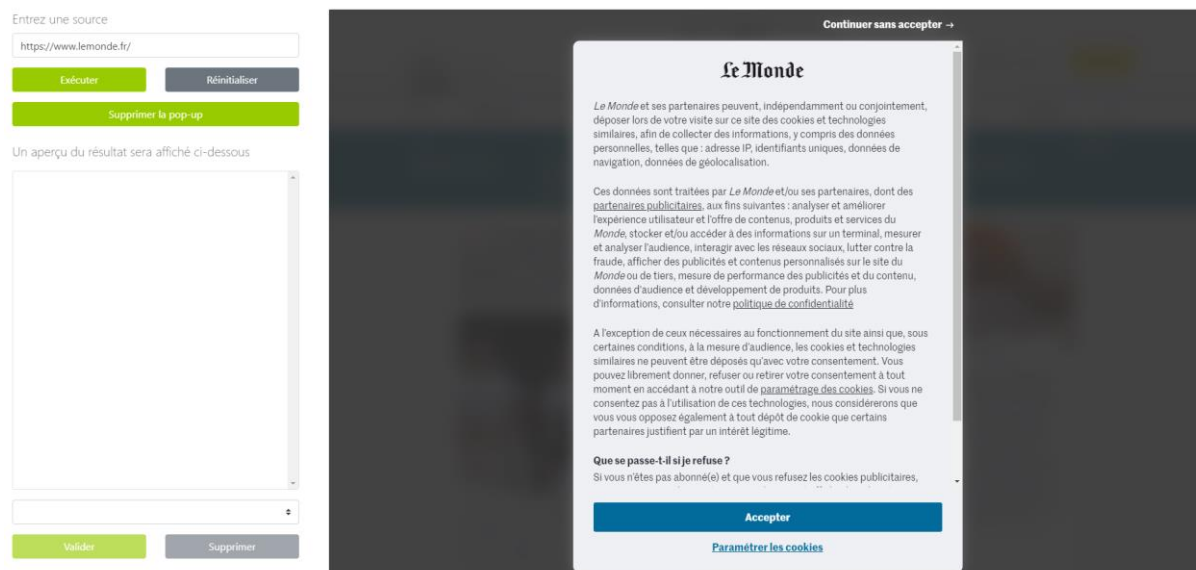 Entrez une source
https://www.lemonde.fr/
Exécuter
Réinitialiser
Supprimer la pop-up
Un aperçu du résultat sera affiché ci-dessous
Valider
Supprimer
Continuer sans accepter →
Le Monde
Le Monde et ses partenaires peuvent, indépendamment ou conjointement,
déposer lors de votre visite sur ce site des cookies et technologies
similaires, afin de collecter des informations, y compris des données
personnelles, telles que : adresse IP, identifiants uniques, données de
navigation, données de géolocalisation.
Ces données sont traitées par Le Monde et/ou ses partenaires, dont des
partenaires publicitaires, aux fins suivantes : analyser et améliorer
l'expérience utilisateur et l'offre de contenus, produits et services du
Monde, stocker et/ou accéder à des informations sur un terminal, mesurer
et analyser l'audience, interagir avec les réseaux sociaux, lutter contre la
fraude, afficher des publicités et contenus personnalisés sur le site du
Monde ou de tiers, mesure de performance des publicités et du contenu,
données d'audience et développement de produits. Pour plus
d'informations, consulter notre politique de confidentialité
A l'exception de ceux nécessaires au fonctionnement du site ainsi que, sous
certaines conditions, à la mesure d'audience, les cookies et technologies
similaires ne peuvent être déposés qu'avec votre consentement. Vous
pouvez librement donner, refuser ou retirer votre consentement à tout
moment en accédant à notre outil de paramétrage des cookies. Si vous ne
consentez pas à l'utilisation de ces technologies, nous considérerons que
vous vous opposez également à tout dépôt de cookie que certains
partenaires justifient par un intérêt légitime.
Que se passe-t-il si je refuse ?
Si vous n'êtes pas abonné(e) et que vous refusez les cookies publicitaires,
Accepter
Paramétrer les cookies